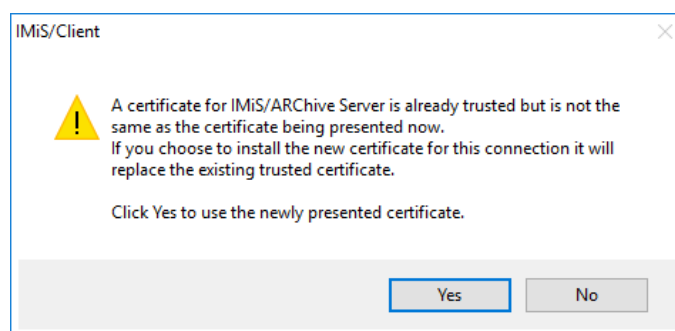 IMiS/Client
A certificate for IMiS/ARChive Server is already trusted but is not the
same as the certificate being presented now.
If you choose to install the new certificate for this connection it will
replace the existing trusted certificate.
Click Yes to use the newly presented certificate.
Yes
No